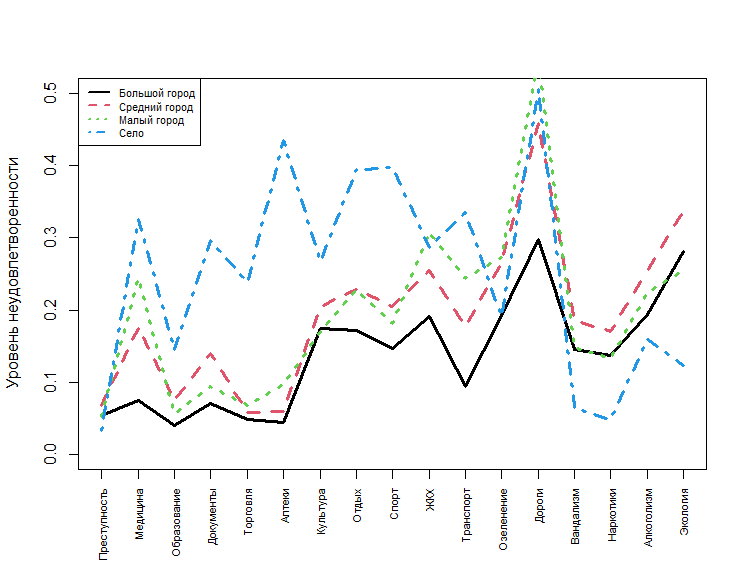 Большой город
Средний город
Малый город
Село
Уровень неудовлетворенности
0.5
0.4
0.3
0.2
0.1
0.0
Преступность
Медицина
Образование
Документы
Торговля
Аптеки
Культура
Отдых
Спорт
ЖКХ
Транспорт
Озеленение
Дороги
Вандализм
Наркотики
Алкоголизм
Экология